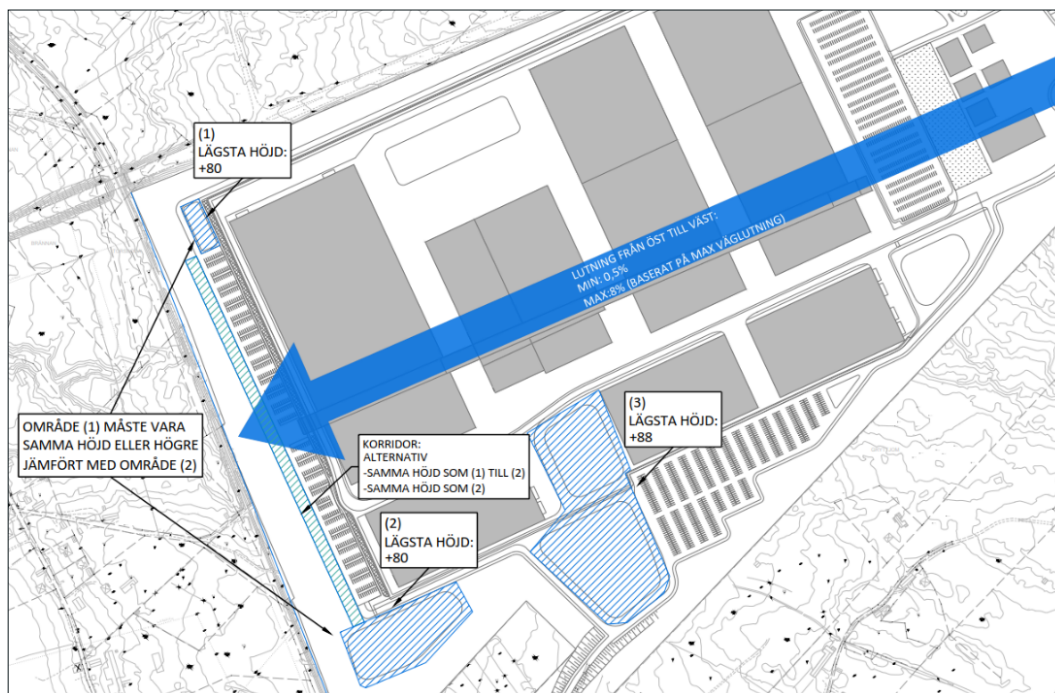 (1)
LÄGSTA HÖJD:
+80
LUTNING FRÅN ÖST TILL VÄST:
MIN: 0,5%
MAX:8% (BASERAT PÅ MAX VÄGLUTNING)
OMRÅDE (1) MÅSTE VARA
SAMMA HÖJD ELLER HÖGRE
JÄMFÖRT MED OMRÅDE (2)
KORRIDOR:
ALTERNATIV
-SAMMA HÖJD SOM (1) TILL (2)
-SAMMA HÖJD SOM (2)
(3)
LÄGSTA HÖJD:
+88
(2)
LÄGSTA HÖJD:
+80